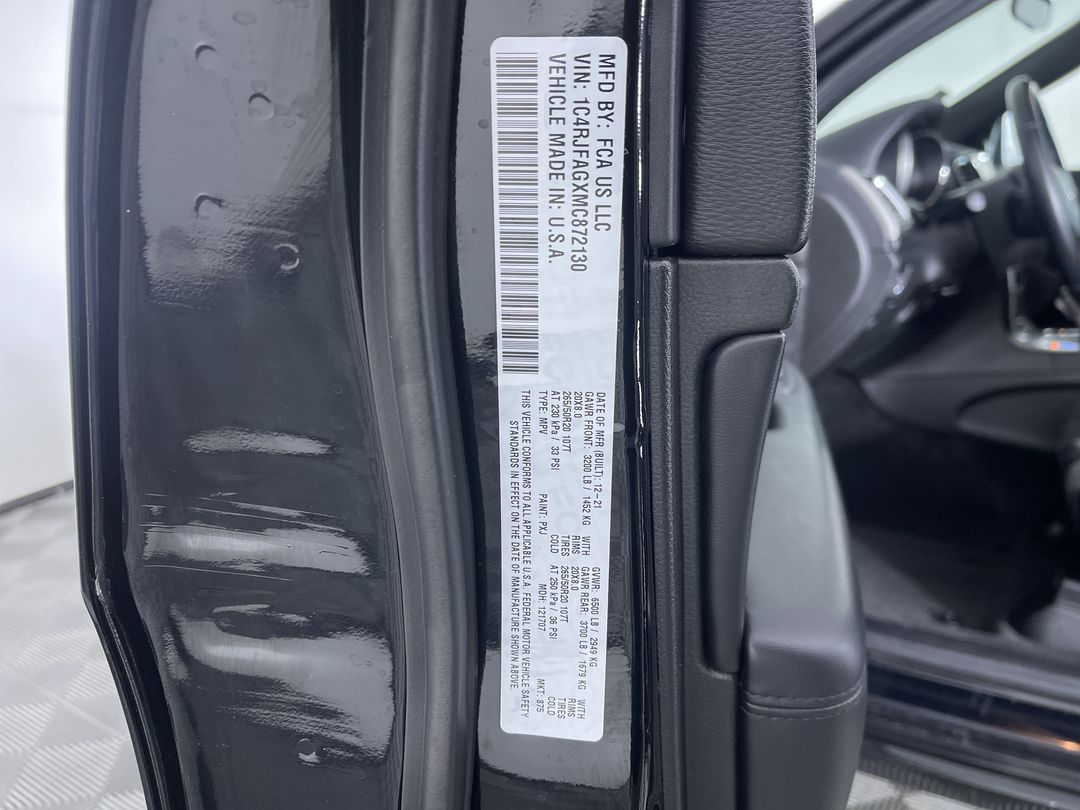 MFD BY: FCA US LLC
VIN: 1C4RJFAGXMC872130
VEHICLE MADE IN: U.S.A.
DATE OF MFR (BUILT): 12-21 GVWR: 6500 LB / 2949 KG
GAWR FRONT: 3200 LB / 1452 KG WITH GAWR REAR: 3700 LB / 1679 KG WITH
20X8.0 RIMS 20X8.0 RIMS
265/50R20 107T TIRES 265/50R20 107T TIRES
AT 230 kPa / 33 PSI COLD AT 250 kPa / 36 PSI COLD
TYPE: MPV PAINT: PXJ MDH: 121707 MKT: 875
THIS VEHICLE CONFORMS TO ALL APPLICABLE U.S.A. FEDERAL MOTOR VEHICLE SAFETY
STANDARDS IN EFFECT ON THE DATE OF MANUFACTURE SHOWN ABOVE.